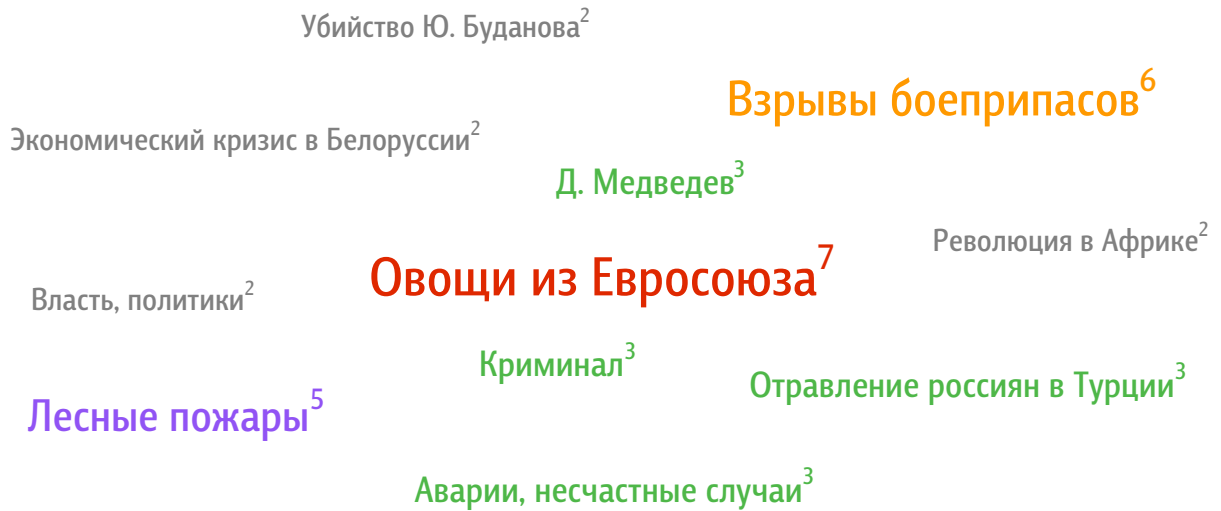 Убийство Ю. Буданова²
Взрывы боеприпасов⁶
Экономический кризис в Белоруссии²
Д. Медведев³
Революция в Африке²
Овощи из Евросоюза⁷
Власть, политики²
Криминал³
Отравление россиян в Турции³
Лесные пожары⁵
Аварии, несчастные случаи³